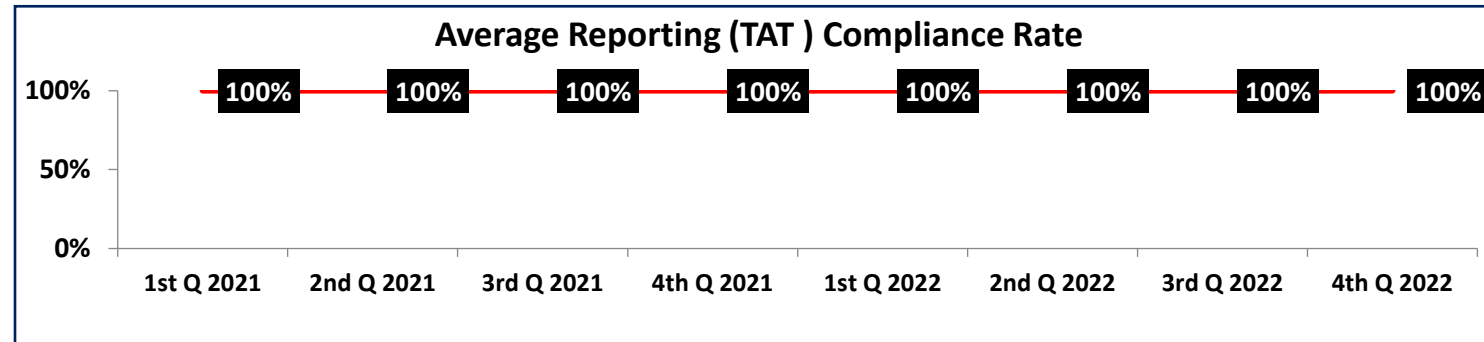 Average Reporting (TAT ) Compliance Rate
100%
100% 100% 100% 100% 100% 100% 100% 100%
50%
0%
1st Q 2021 2nd Q 2021 3rd Q 2021 4th Q 2021 1st Q 2022 2nd Q 2022 3rd Q 2022 4th Q 2022